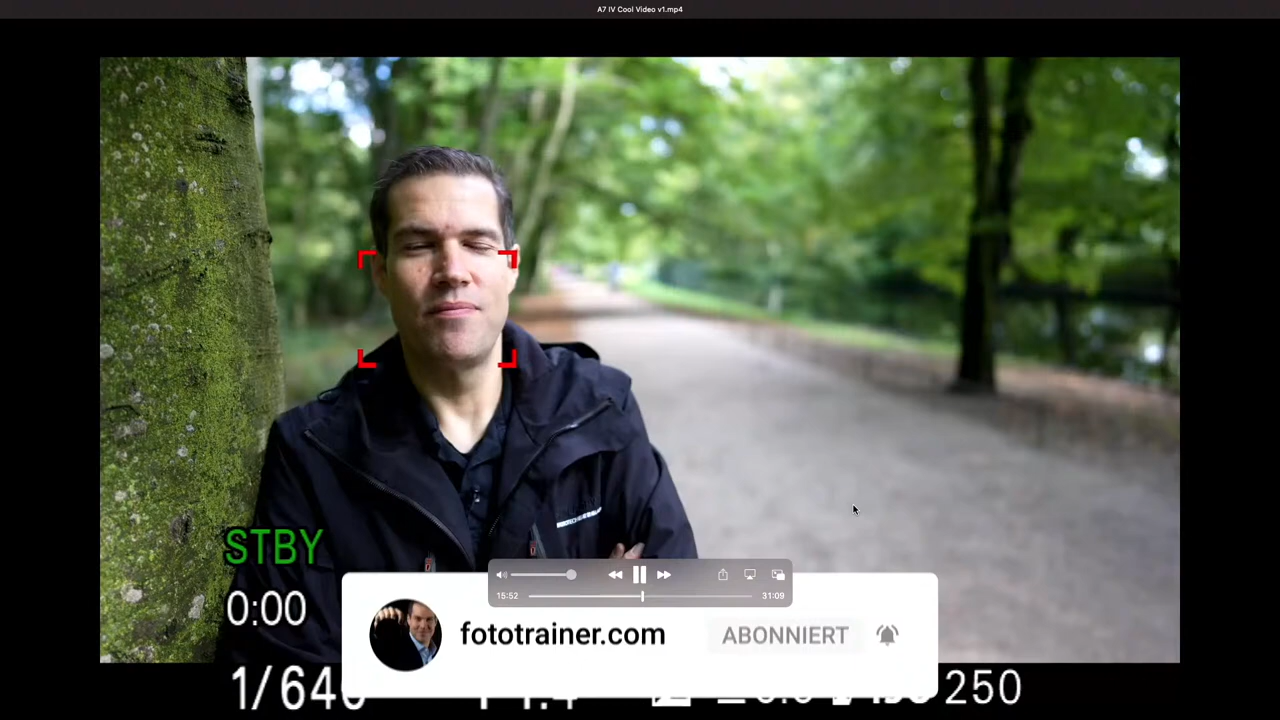 A7 IV Cool Video v1.mp4
STBY
0:00
15:52
31:09
fototrainer.com
ABONNIERT
250